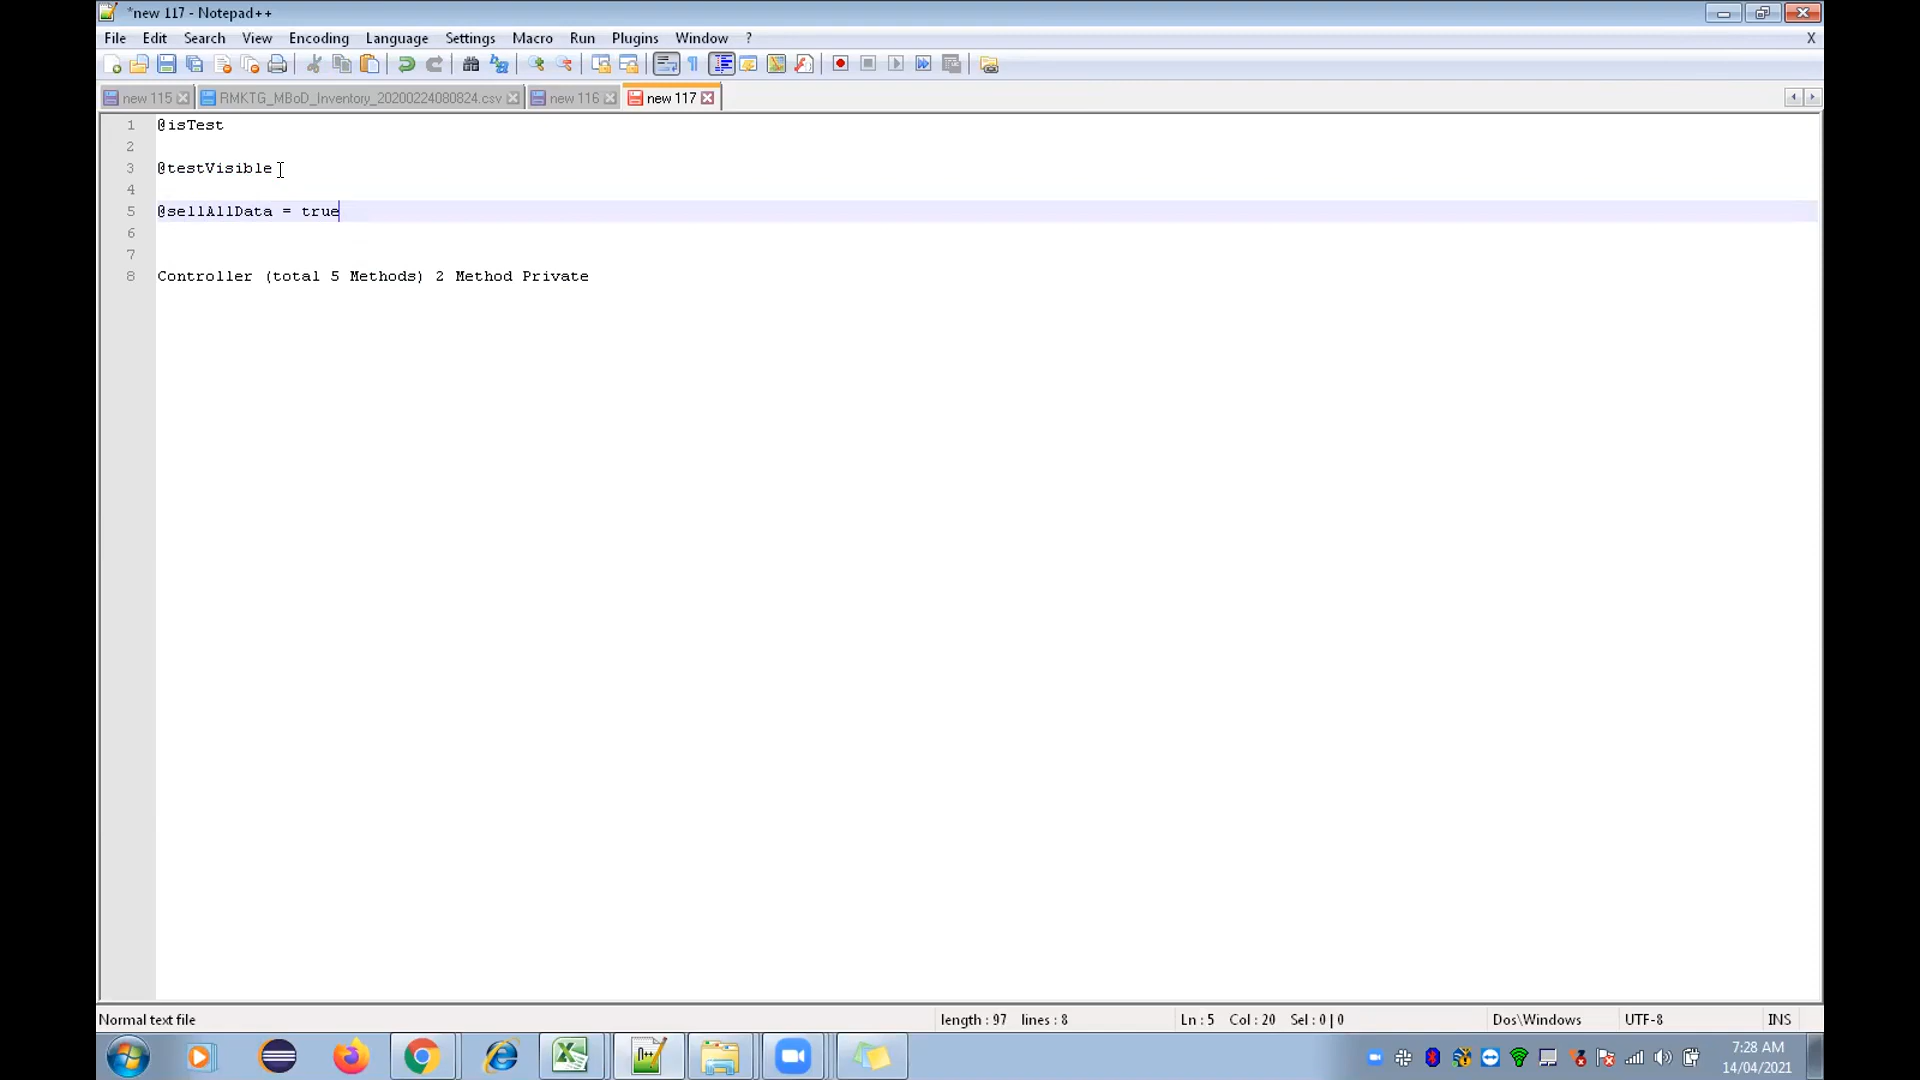 *new 117 - Notepad++
File Edit Search View Encoding Language Settings Macro Run Plugins Window ? X
new 115 RMKTG_MBoD_Inventory_20200224080824.csv new 116 new 117
1 @isTest
2
3 @testVisible
4
5 @sellAllData = true
6
7
8 Controller (total 5 Methods) 2 Method Private
Normal text file length : 97 lines : 8 Ln : 5 Col : 20 Sel : 0 | 0 Dos\Windows UTF-8 INS
7:28 AM
14/04/2021